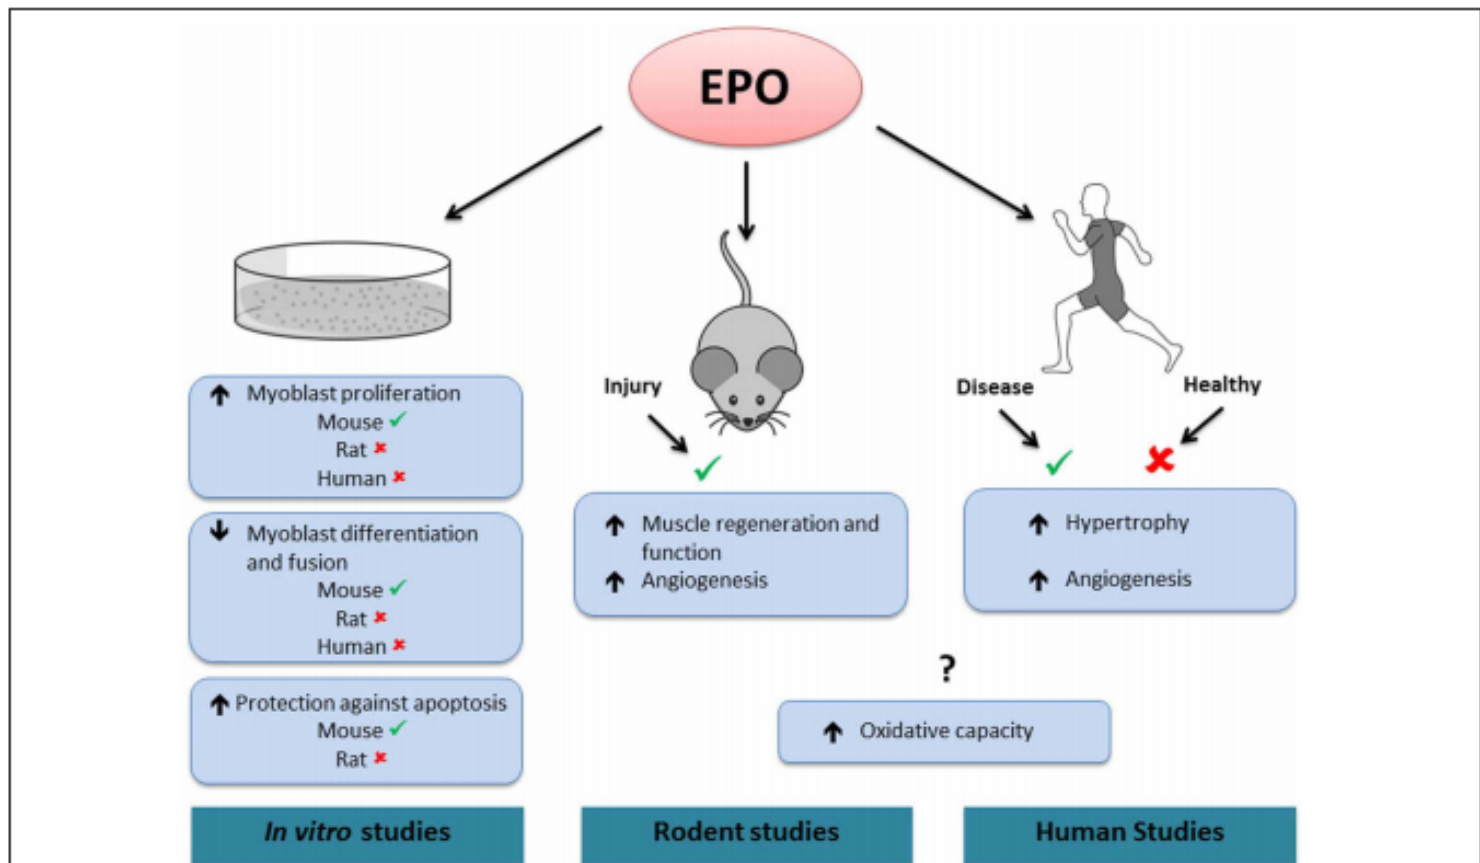 EPO
↑ Myoblast proliferation
Mouse ✓
Rat ✘
Human ✘
↓ Myoblast differentiation
and fusion
Mouse ✓
Rat ✘
Human ✘
↑ Protection against apoptosis
Mouse ✓
Rat ✘
In vitro studies
Injury
✓
↑ Muscle regeneration and
function
↑ Angiogenesis
Rodent studies
Disease
Healthy
✓ ✘
↑ Hypertrophy
↑ Angiogenesis
?
↑ Oxidative capacity
Human Studies